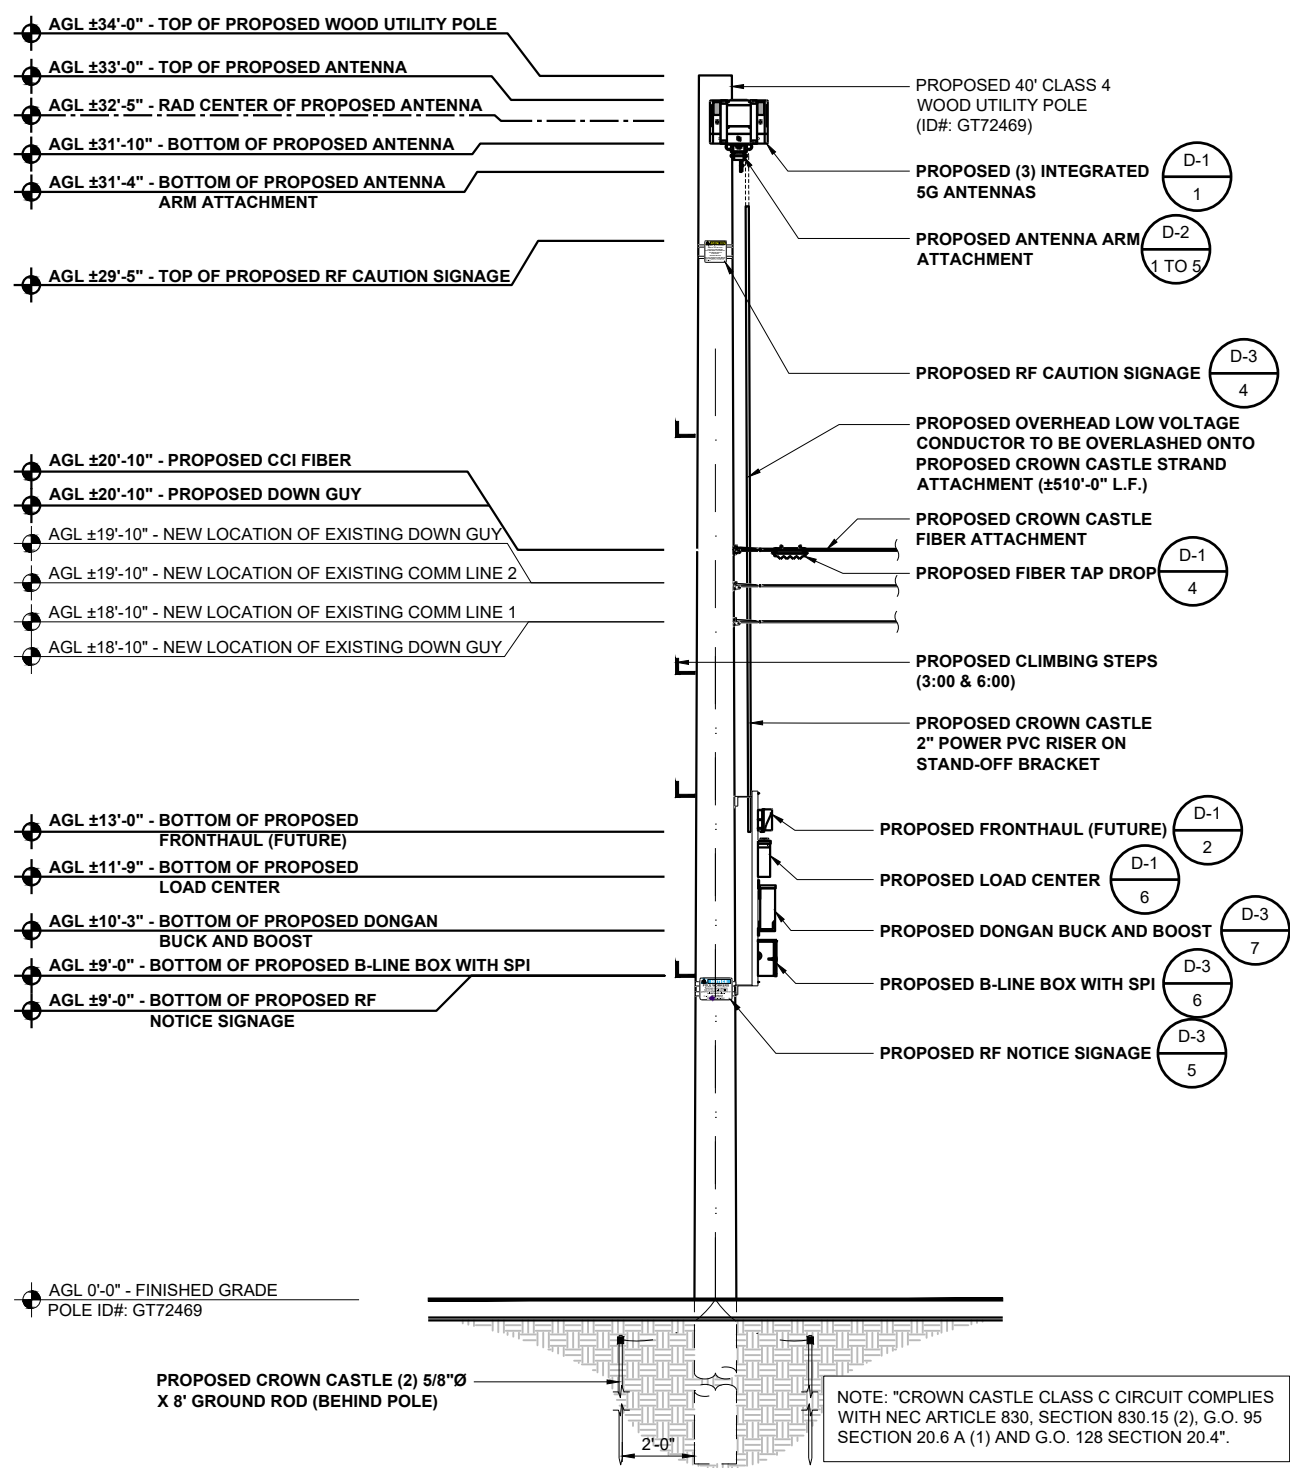 AGL ±34'-0" - TOP OF PROPOSED WOOD UTILITY POLE
AGL ±33'-0" - TOP OF PROPOSED ANTENNA
AGL ±32'-5" - RAD CENTER OF PROPOSED ANTENNA
AGL ±31'-10" - BOTTOM OF PROPOSED ANTENNA
AGL ±31'-4" - BOTTOM OF PROPOSED ANTENNA
ARM ATTACHMENT
AGL ±29'-5" - TOP OF PROPOSED RF CAUTION SIGNAGE
AGL ±20'-10" - PROPOSED CCI FIBER
AGL ±20'-10" - PROPOSED DOWN GUY
AGL ±19'-10" - NEW LOCATION OF EXISTING DOWN GUY
AGL ±19'-10" - NEW LOCATION OF EXISTING COMM LINE 2
AGL ±18'-10" - NEW LOCATION OF EXISTING COMM LINE 1
AGL ±18'-10" - NEW LOCATION OF EXISTING DOWN GUY
AGL ±13'-0" - BOTTOM OF PROPOSED
FRONTHAUL (FUTURE)
AGL ±11'-9" - BOTTOM OF PROPOSED
LOAD CENTER
AGL ±10'-3" - BOTTOM OF PROPOSED DONGAN
BUCK AND BOOST
AGL ±9'-0" - BOTTOM OF PROPOSED B-LINE BOX WITH SPI
AGL ±9'-0" - BOTTOM OF PROPOSED RF
NOTICE SIGNAGE
AGL 0'-0" - FINISHED GRADE
POLE ID#: GT72469
PROPOSED 40' CLASS 4
WOOD UTILITY POLE
(ID#: GT72469)
PROPOSED (3) INTEGRATED
5G ANTENNAS
D-1
1
PROPOSED ANTENNA ARM
ATTACHMENT
D-2
1 TO 5
PROPOSED RF CAUTION SIGNAGE
D-3
4
PROPOSED OVERHEAD LOW VOLTAGE
CONDUCTOR TO BE OVERLASHED ONTO
PROPOSED CROWN CASTLE STRAND
ATTACHMENT (±510'-0" L.F.)
PROPOSED CROWN CASTLE
FIBER ATTACHMENT
PROPOSED FIBER TAP DROP
D-1
4
PROPOSED CLIMBING STEPS
(3:00 & 6:00)
PROPOSED CROWN CASTLE
2" POWER PVC RISER ON
STAND-OFF BRACKET
PROPOSED FRONTHAUL (FUTURE)
D-1
2
PROPOSED LOAD CENTER
D-1
6
PROPOSED DONGAN BUCK AND BOOST
D-3
7
PROPOSED B-LINE BOX WITH SPI
D-3
6
PROPOSED RF NOTICE SIGNAGE
D-3
5
PROPOSED CROWN CASTLE (2) 5/8"Ø
X 8' GROUND ROD (BEHIND POLE)
2'-0"
NOTE: "CROWN CASTLE CLASS C CIRCUIT COMPLIES
WITH NEC ARTICLE 830, SECTION 830.15 (2), G.O. 95
SECTION 20.6 A (1) AND G.O. 128 SECTION 20.4".